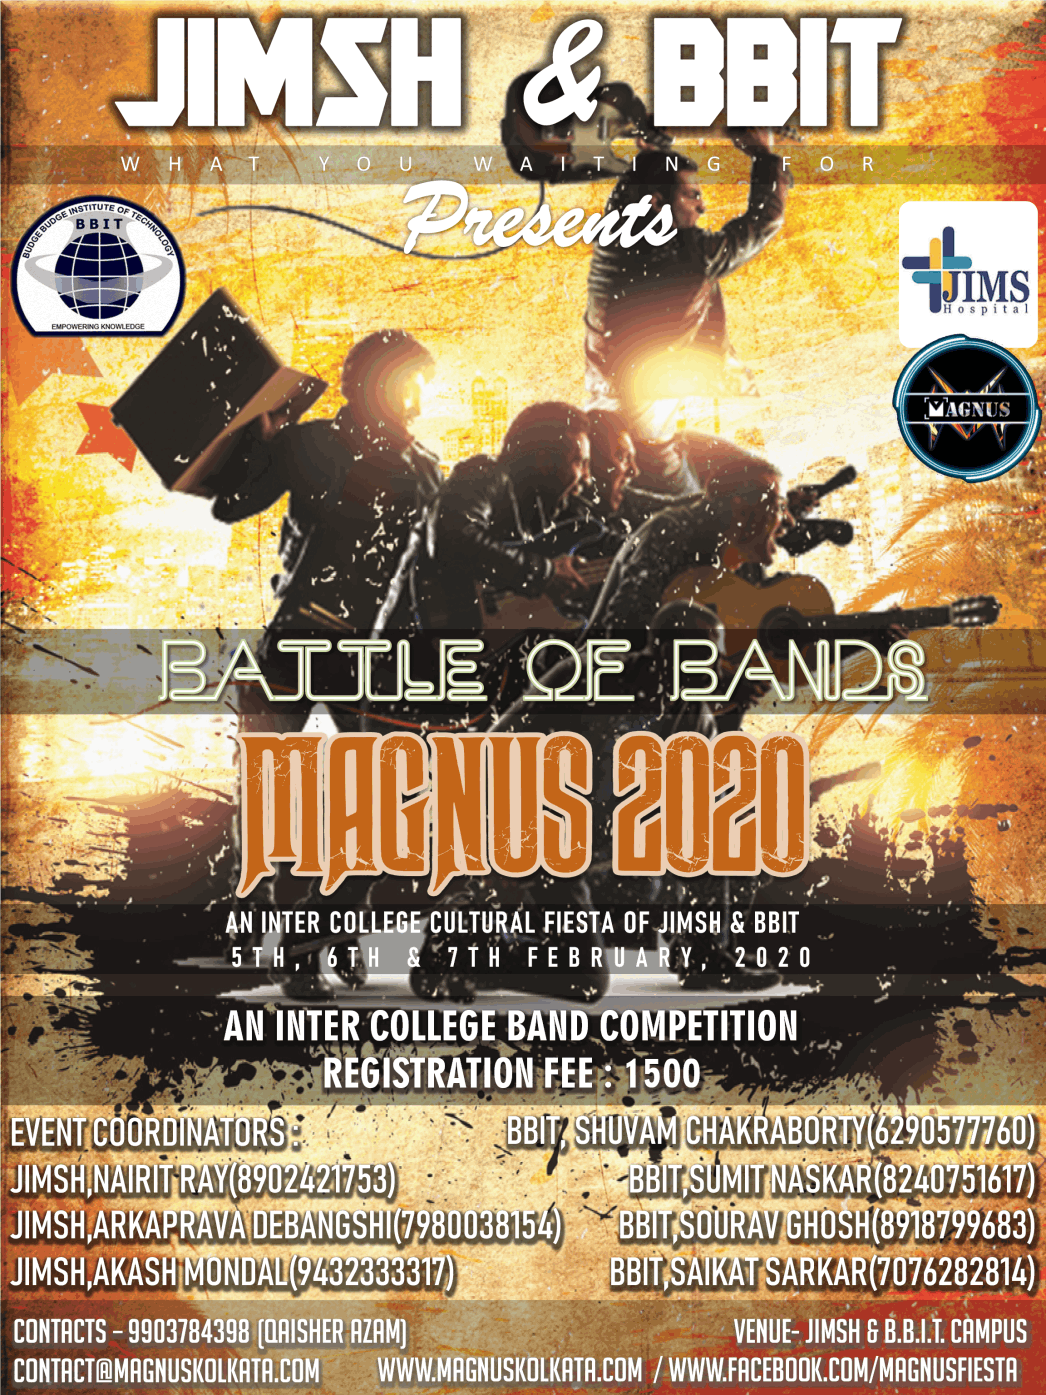 JIMSH & BBIT
WHAT YOU WAITING FOR
Presents
BUDGE BUDGE INSTITUTE OF TECHNOLOGY
BBIT
EMPOWERING KNOWLEDGE
JIMS
Hospital
MAGNUS
BATTLE OF BANDS
MAGNUS 2020
AN INTER COLLEGE CULTURAL FIESTA OF JIMSH & BBIT
5TH, 6TH & 7TH FEBRUARY, 2020
AN INTER COLLEGE BAND COMPETITION
REGISTRATION FEE : 1500
EVENT COORDINATORS :
JIMSH,NAIRIT RAY(8902421753)
JIMSH,ARKAPRAVA DEBANGSHI(7980038154)
JIMSH,AKASH MONDAL(9432333317)
BBIT, SHUVAM CHAKRABORTY(6290577760)
BBIT,SUMIT NASKAR(8240751617)
BBIT,SOURAV GHOSH(8918799683)
BBIT,SAIKAT SARKAR(7076282814)
CONTACTS - 9903784398 (QAISHER AZAM)
VENUE- JIMSH & B.B.I.T. CAMPUS
CONTACT@MAGNUSKOLKATA.COM
WWW.MAGNUSKOLKATA.COM / WWW.FACEBOOK.COM/MAGNUSFIESTA